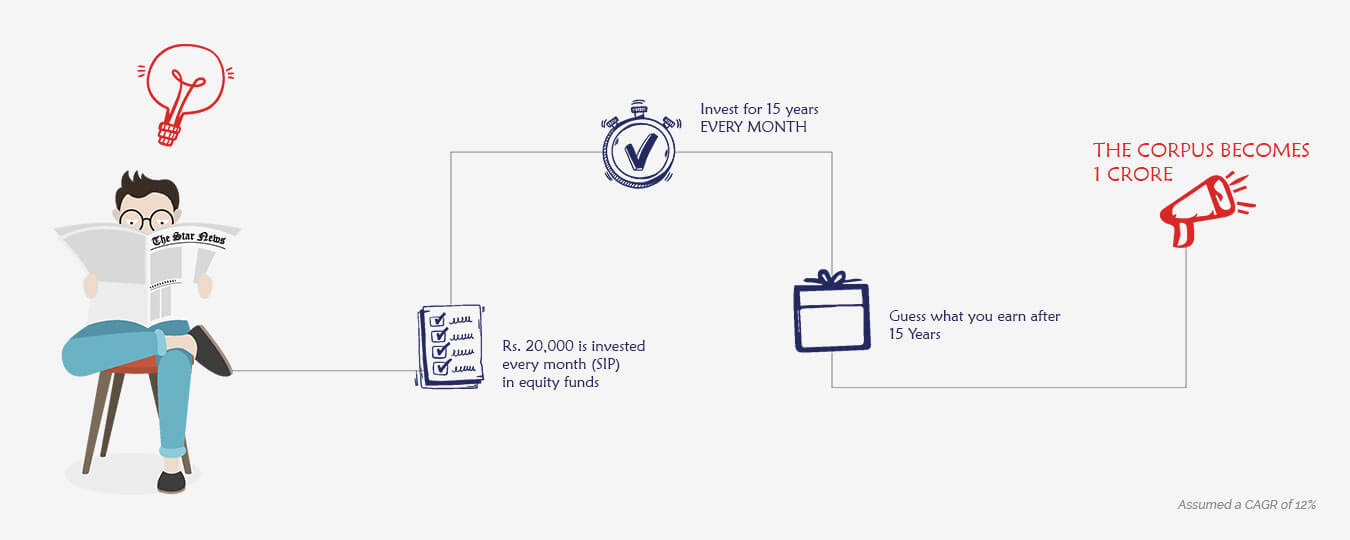 The Star News
Rs. 20,000 is invested
every month (SIP)
in equity funds
Invest for 15 years
EVERY MONTH
Guess what you earn after
15 Years
THE CORPUS BECOMES
1 CRORE
Assumed a CAGR of 12%